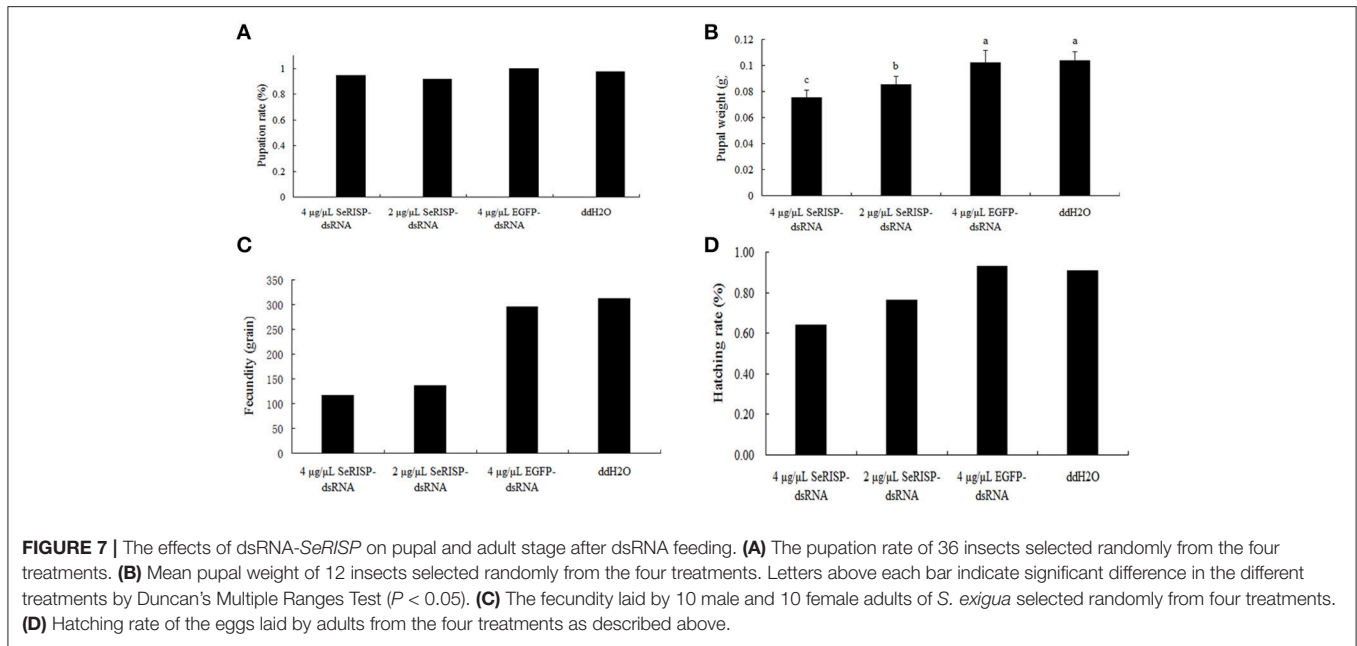 A
Pupation rate (%)
1
0.8
0.6
0.4
0.2
0
4 µg/µL SeRISP-
dsRNA
2 µg/µL SeRISP-
dsRNA
4 µg/µL EGFP-
dsRNA
ddH2O
B
Pupal weight (g)
0.12
0.1
0.08
0.06
0.04
0.02
0
c
b
a
a
4 µg/µL SeRISP-
dsRNA
2 µg/µL SeRISP-
dsRNA
4 µg/µL EGFP-
dsRNA
ddH2O
C
Fecundity (grain)
350
300
250
200
150
100
50
0
4 µg/µL SeRISP-
dsRNA
2 µg/µL SeRISP-
dsRNA
4 µg/µL EGFP-
dsRNA
ddH2O
D
Hatching rate (%)
1.00
0.80
0.60
0.40
0.20
0.00
4 µg/µL SeRISP-
dsRNA
2 µg/µL SeRISP-
dsRNA
4 µg/µL EGFP-
dsRNA
ddH2O
FIGURE 7 | The effects of dsRNA-SeRISP on pupal and adult stage after dsRNA feeding. (A) The pupation rate of 36 insects selected randomly from the four
treatments. (B) Mean pupal weight of 12 insects selected randomly from the four treatments. Letters above each bar indicate significant difference in the different
treatments by Duncan's Multiple Ranges Test (P < 0.05). (C) The fecundity laid by 10 male and 10 female adults of S. exigua selected randomly from four treatments.
(D) Hatching rate of the eggs laid by adults from the four treatments as described above.